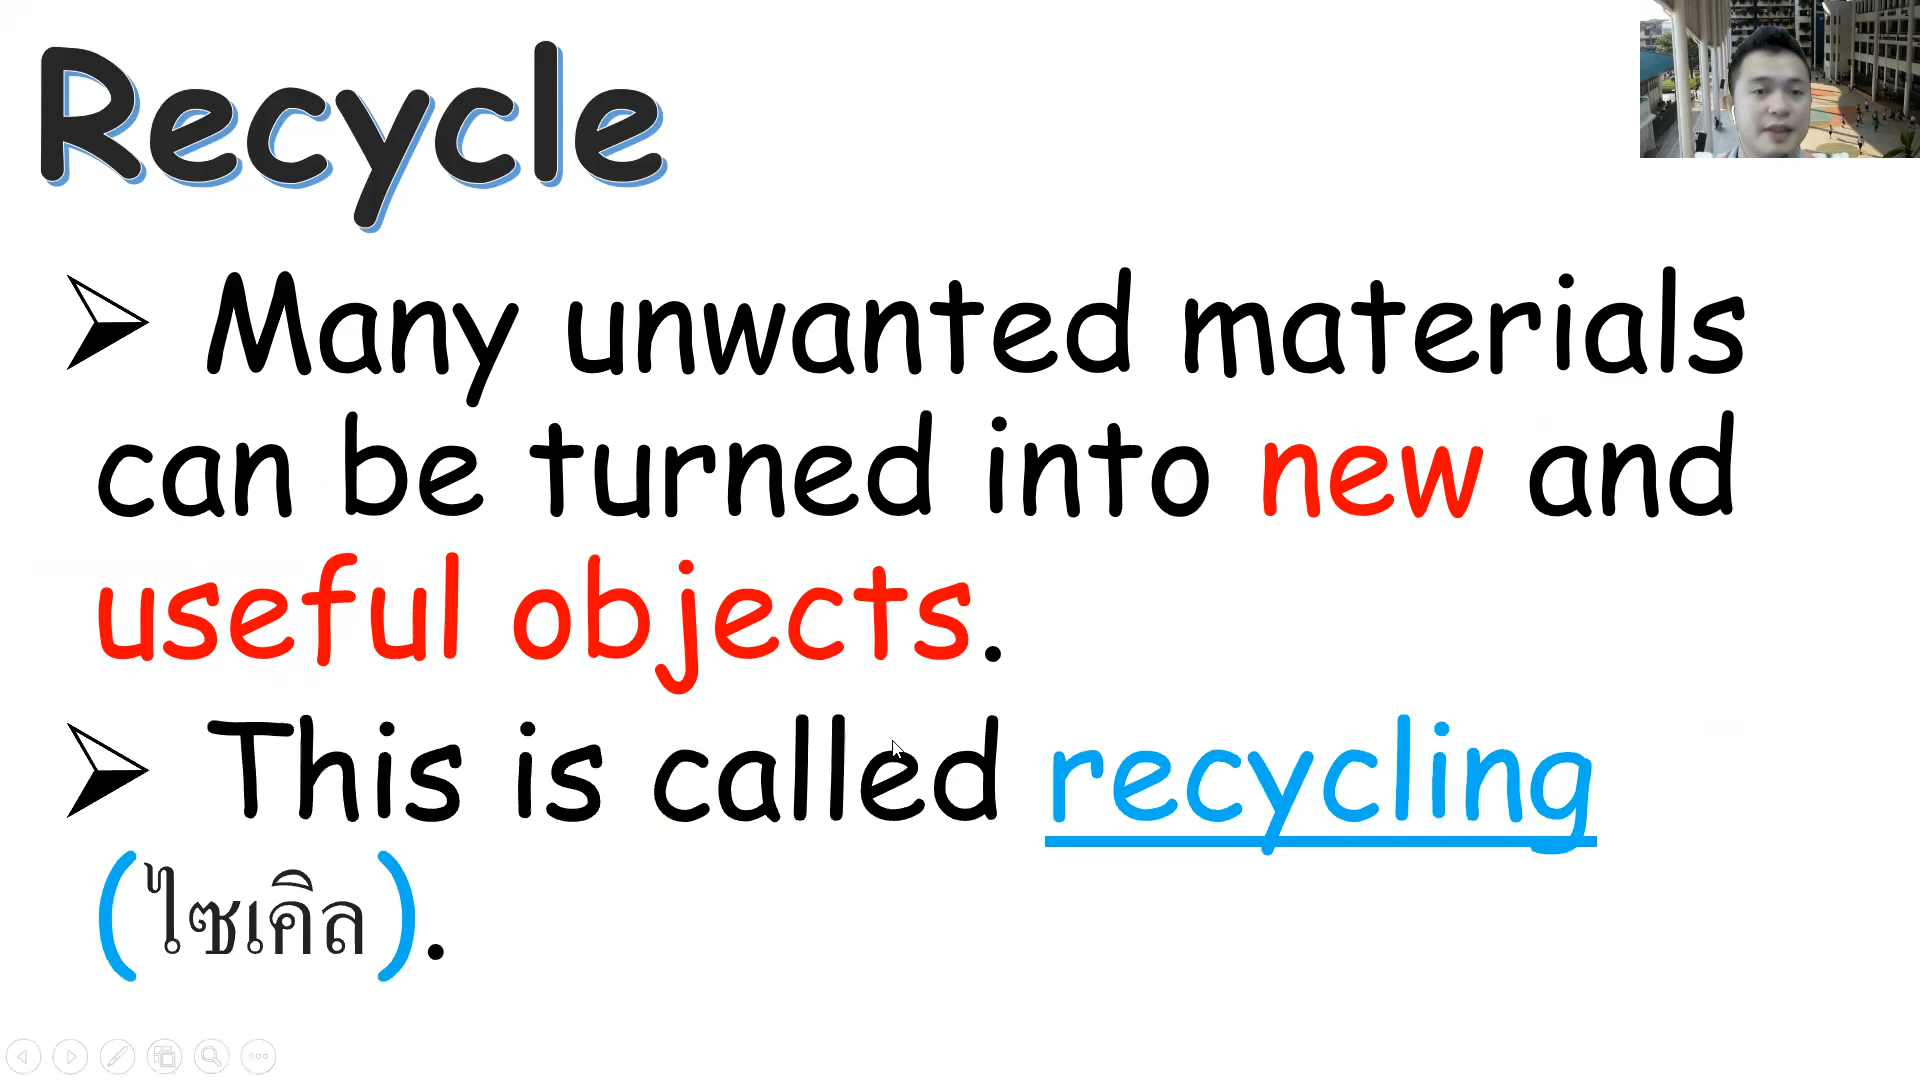 Recycle
➢ Many unwanted materials
can be turned into new and
useful objects.
➢ This is called recycling
(ไซเคิล).